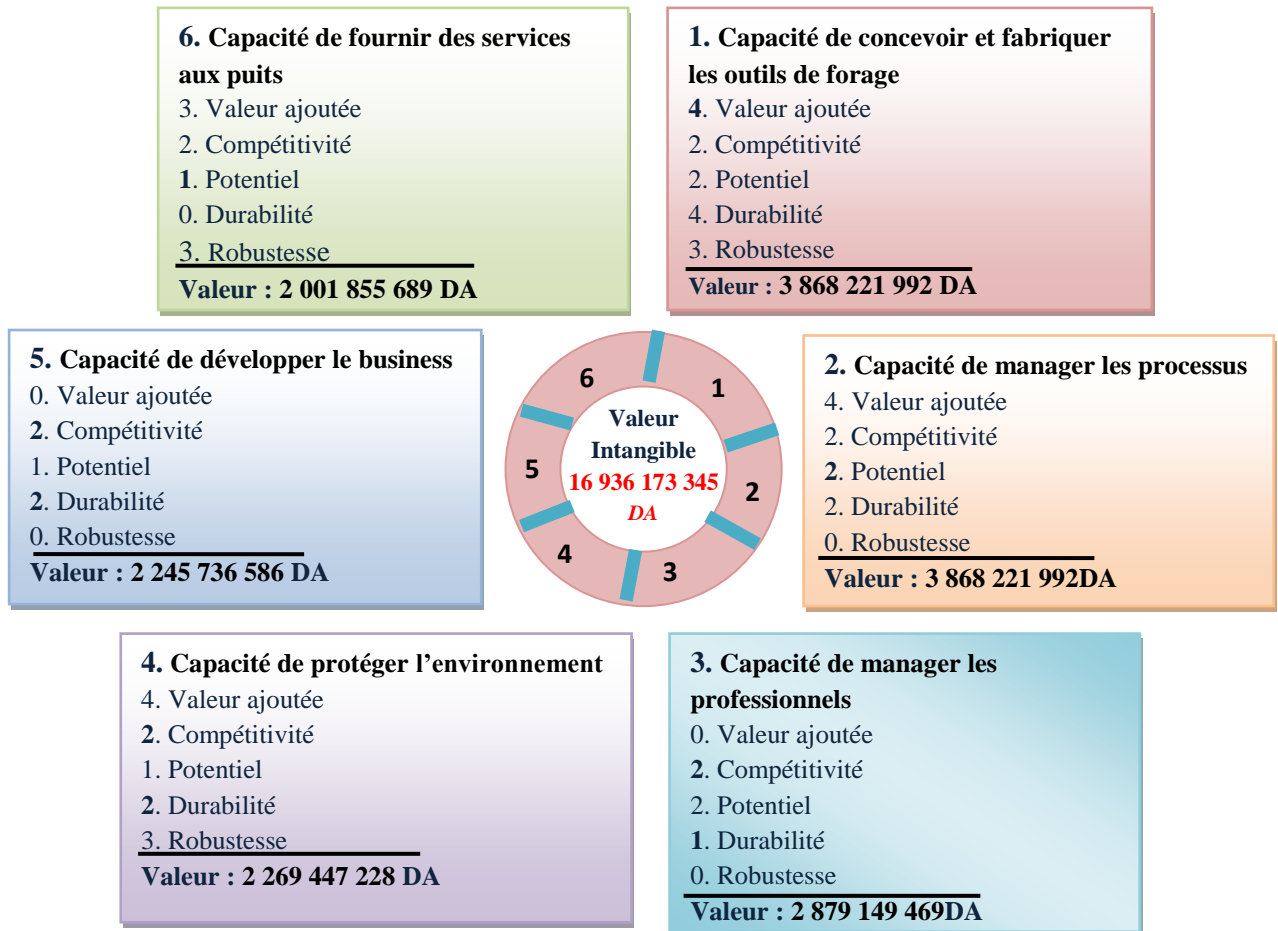 6. Capacité de fournir des services
aux puits
3. Valeur ajoutée
2. Compétitivité
1. Potentiel
0. Durabilité
3. Robustesse
Valeur : 2 001 855 689 DA
1. Capacité de concevoir et fabriquer
les outils de forage
4. Valeur ajoutée
2. Compétitivité
2. Potentiel
4. Durabilité
3. Robustesse
Valeur : 3 868 221 992 DA
5. Capacité de développer le business
0. Valeur ajoutée
2. Compétitivité
1. Potentiel
2. Durabilité
0. Robustesse
Valeur : 2 245 736 586 DA
6
1
5
2
4
3
Valeur
Intangible
16 936 173 345
DA
2. Capacité de manager les processus
4. Valeur ajoutée
2. Compétitivité
2. Potentiel
2. Durabilité
0. Robustesse
Valeur : 3 868 221 992DA
4. Capacité de protéger l’environnement
4. Valeur ajoutée
2. Compétitivité
1. Potentiel
2. Durabilité
3. Robustesse
Valeur : 2 269 447 228 DA
3. Capacité de manager les
professionnels
0. Valeur ajoutée
2. Compétitivité
2. Potentiel
1. Durabilité
0. Robustesse
Valeur : 2 879 149 469DA